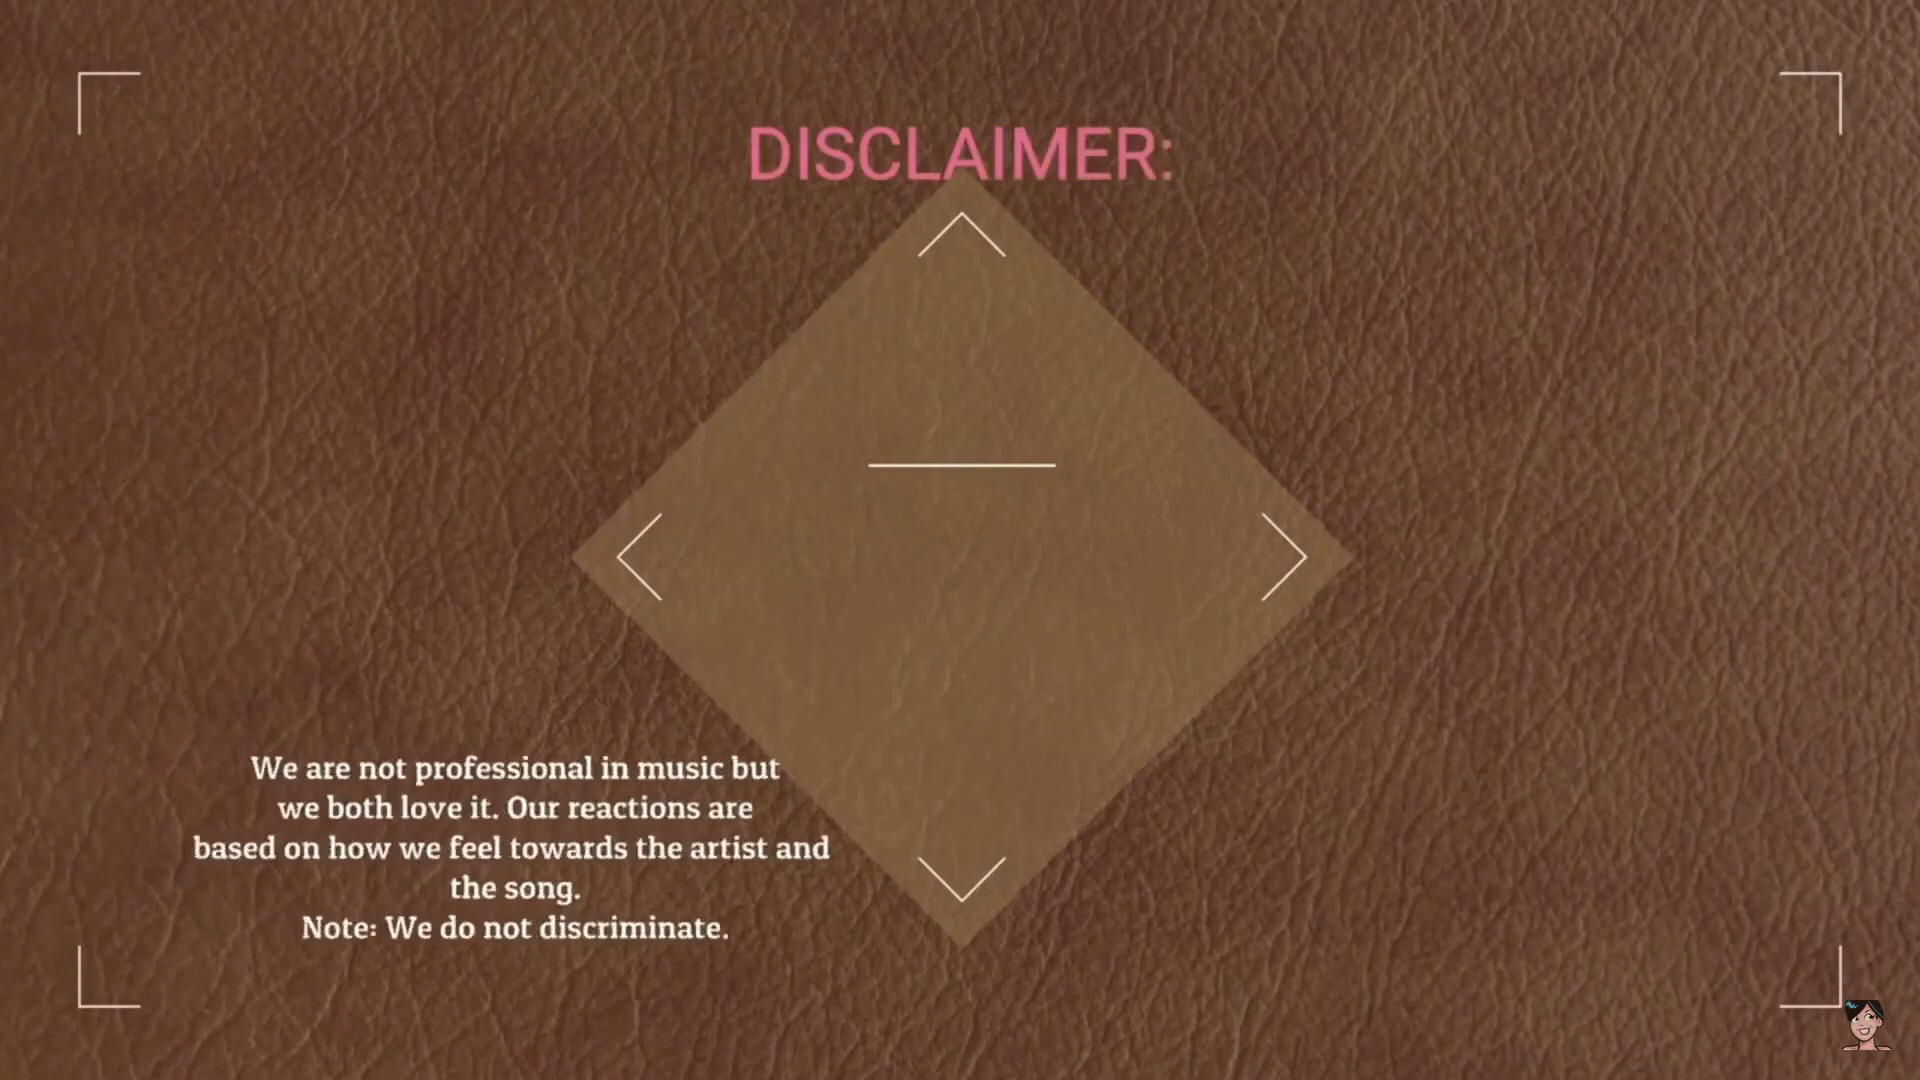 DISCLAIMER:
We are not professional in music but
we both love it. Our reactions are
based on how we feel towards the artist and
the song.
Note: We do not discriminate.